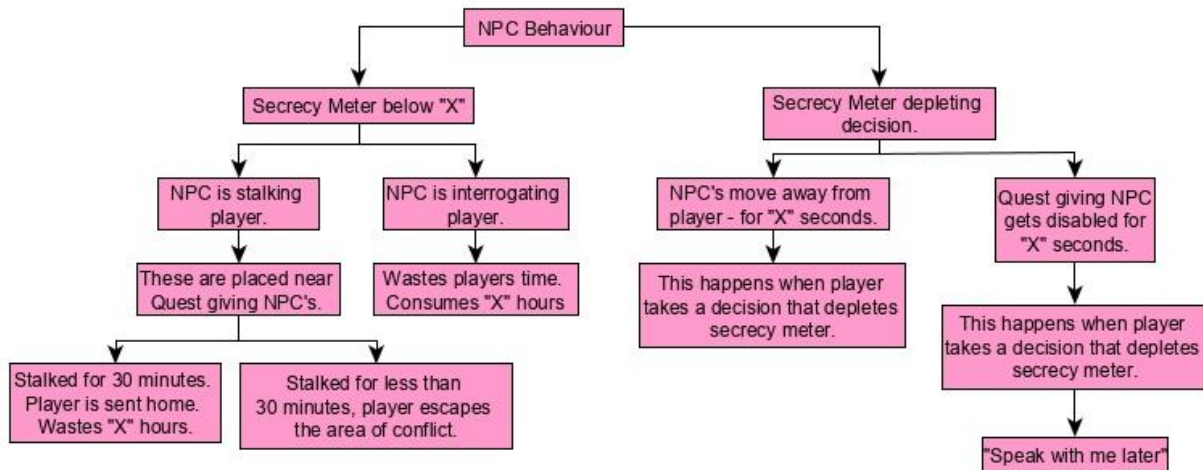 NPC Behaviour
Secrecy Meter below "X"
Secrecy Meter depleting
decision.
NPC is stalking
player.
NPC is interrogating
player.
NPC's move away from
player - for "X" seconds.
Quest giving NPC
gets disabled for
"X" seconds.
These are placed near
Quest giving NPC's.
Wastes players time.
Consumes "X" hours
This happens when player
takes a decision that depletes
secrecy meter.
This happens when player
takes a decision that depletes
secrecy meter.
Stalked for 30 minutes.
Player is sent home.
Wastes "X" hours.
Stalked for less than
30 minutes, player escapes
the area of conflict.
"Speak with me later"